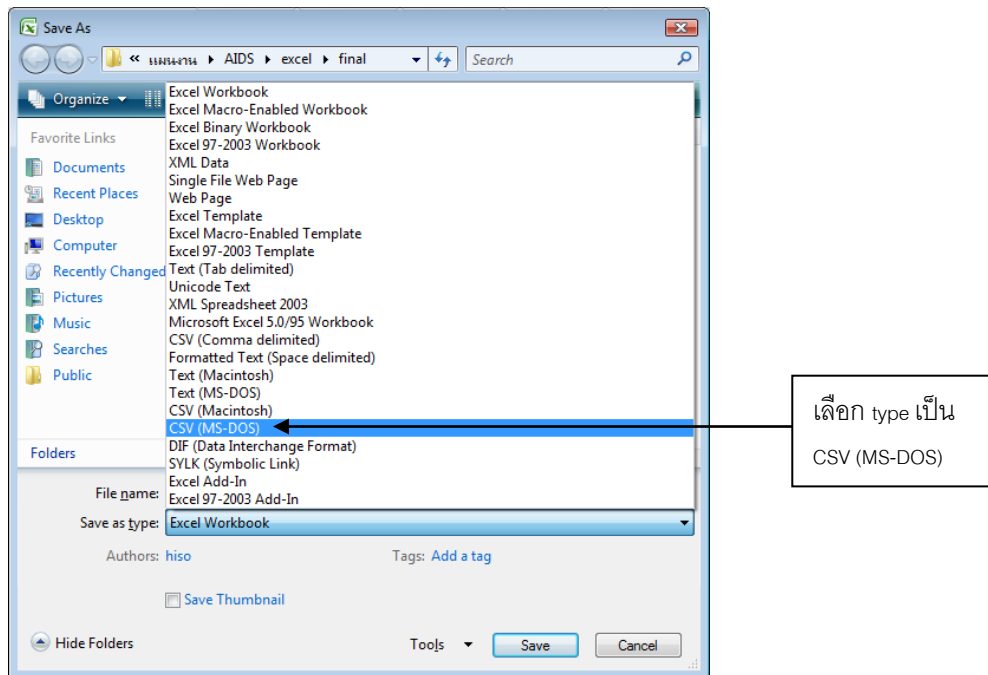 Save As
« แผนงาน ▸ AIDS ▸ excel ▸ final
Search
Organize
Favorite Links
Documents
Recent Places
Desktop
Computer
Recently Changed
Pictures
Music
Searches
Public
Folders
Excel Workbook
Excel Macro-Enabled Workbook
Excel Binary Workbook
Excel 97-2003 Workbook
XML Data
Single File Web Page
Web Page
Excel Template
Excel Macro-Enabled Template
Excel 97-2003 Template
Text (Tab delimited)
Unicode Text
XML Spreadsheet 2003
Microsoft Excel 5.0/95 Workbook
CSV (Comma delimited)
Formatted Text (Space delimited)
Text (Macintosh)
Text (MS-DOS)
CSV (Macintosh)
CSV (MS-DOS)
DIF (Data Interchange Format)
SYLK (Symbolic Link)
Excel Add-In
Excel 97-2003 Add-In
เลือก type เป็น
CSV (MS-DOS)
File name:
Save as type: Excel Workbook
Authors: hiso
Tags: Add a tag
Save Thumbnail
Hide Folders
Tools
Save
Cancel